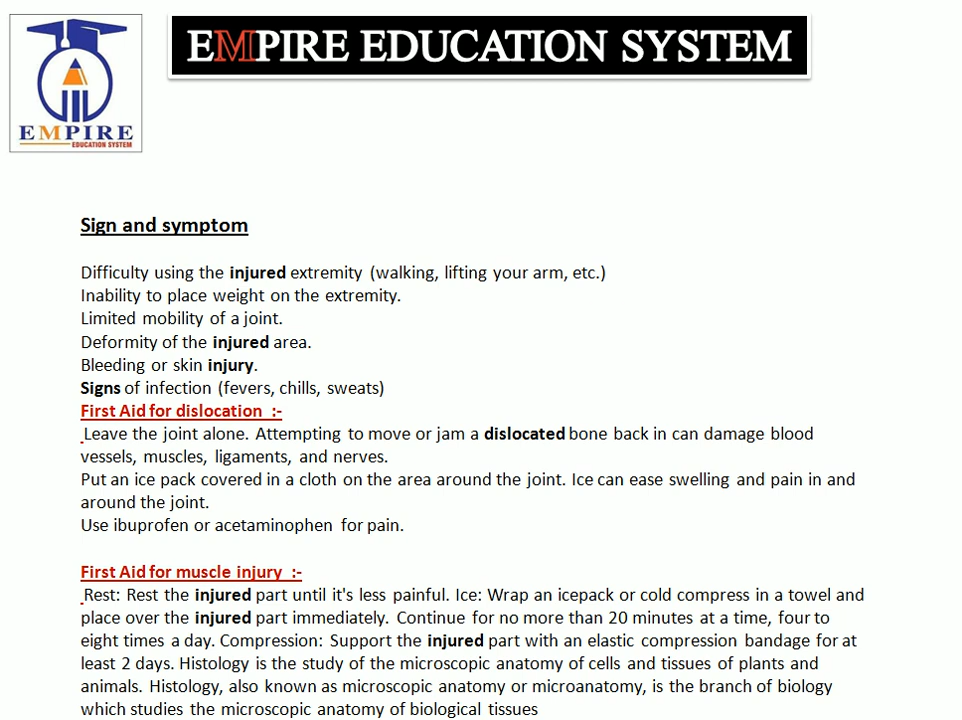 EMPIRE EDUCATION SYSTEM
EMPIRE
EDUCATION SYSTEM
Sign and symptom
Difficulty using the injured extremity (walking, lifting your arm, etc.)
Inability to place weight on the extremity.
Limited mobility of a joint.
Deformity of the injured area.
Bleeding or skin injury.
Signs of infection (fevers, chills, sweats)
First Aid for dislocation :-
Leave the joint alone. Attempting to move or jam a dislocated bone back in can damage blood
vessels, muscles, ligaments, and nerves.
Put an ice pack covered in a cloth on the area around the joint. Ice can ease swelling and pain in and
around the joint.
Use ibuprofen or acetaminophen for pain.
First Aid for muscle injury :-
Rest: Rest the injured part until it's less painful. Ice: Wrap an icepack or cold compress in a towel and
place over the injured part immediately. Continue for no more than 20 minutes at a time, four to
eight times a day. Compression: Support the injured part with an elastic compression bandage for at
least 2 days. Histology is the study of the microscopic anatomy of cells and tissues of plants and
animals. Histology, also known as microscopic anatomy or microanatomy, is the branch of biology
which studies the microscopic anatomy of biological tissues